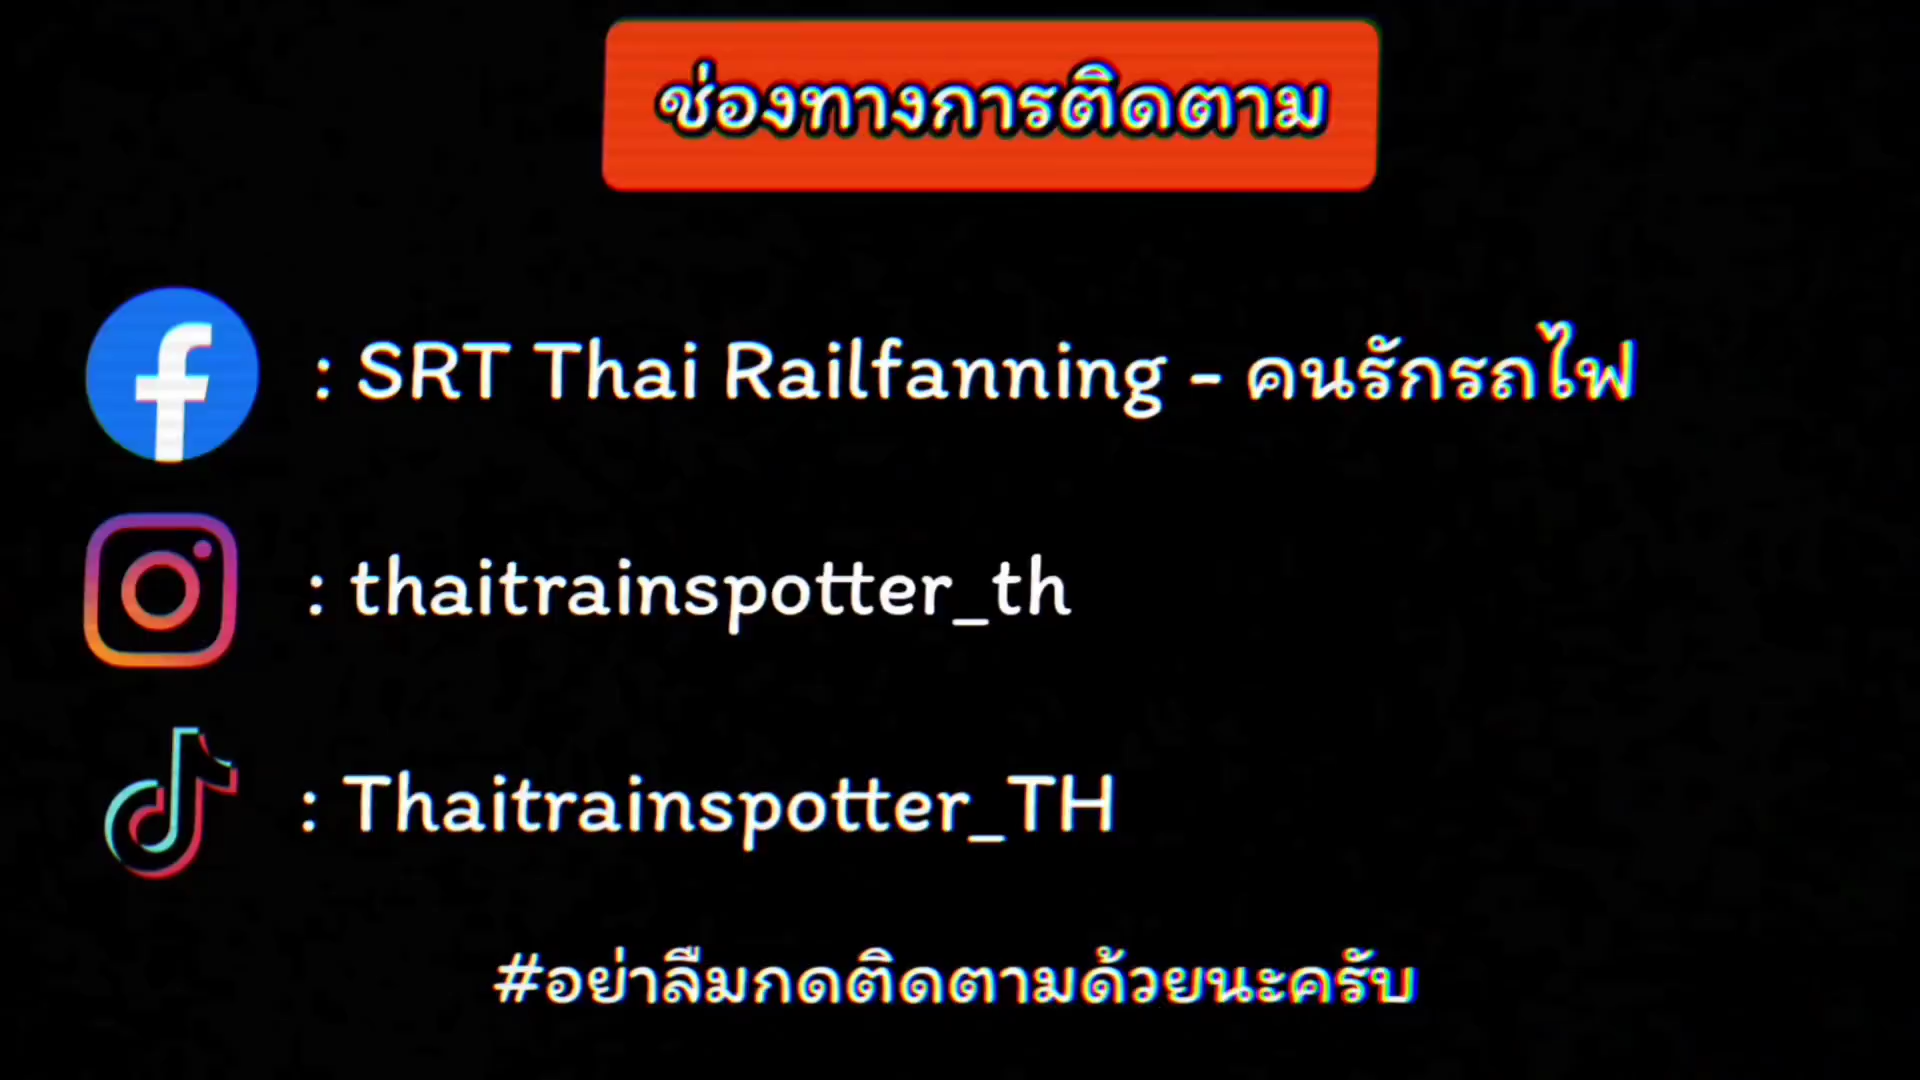 ช่องทางการติดตาม
: SRT Thai Railfanning - คนรักรถไฟ
: thaitrainspotter_th
: Thaitrainspotter_TH
#อย่าลืมกดติดตามด้วยนะครับ